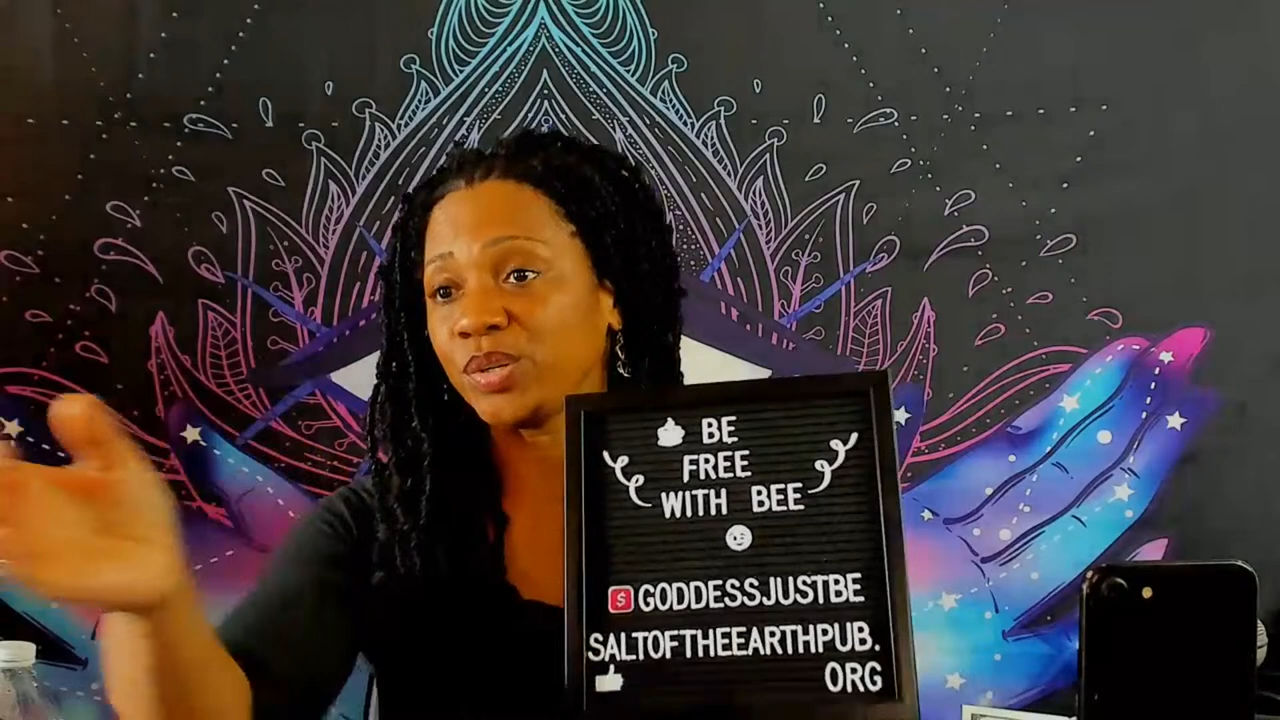 BE
FREE
WITH BEE
$ GODDESSJUSTBE
SALTOFTHEEARTHPUB.
ORG